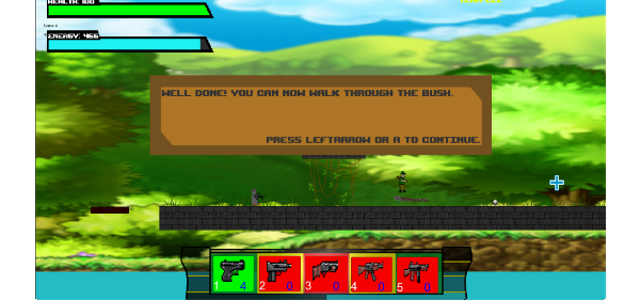 HEALTH: 100
ENERGY: 466
WELL DONE! YOU CAN NOW WALK THROUGH THE BUSH.
PRESS LEFTARROW OR A TO CONTINUE.
1 4 2 0 3 0 4 0 5 0